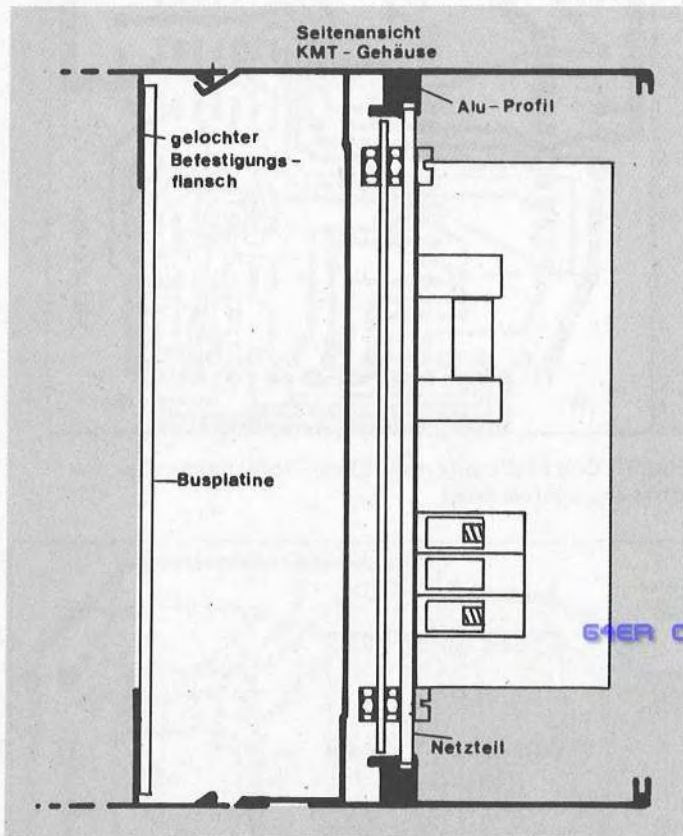 Seitenansicht
KMT - Gehäuse
Alu - Profil
gelochter
Befestigungs -
flansch
Busplatine
64ER
Netzteil